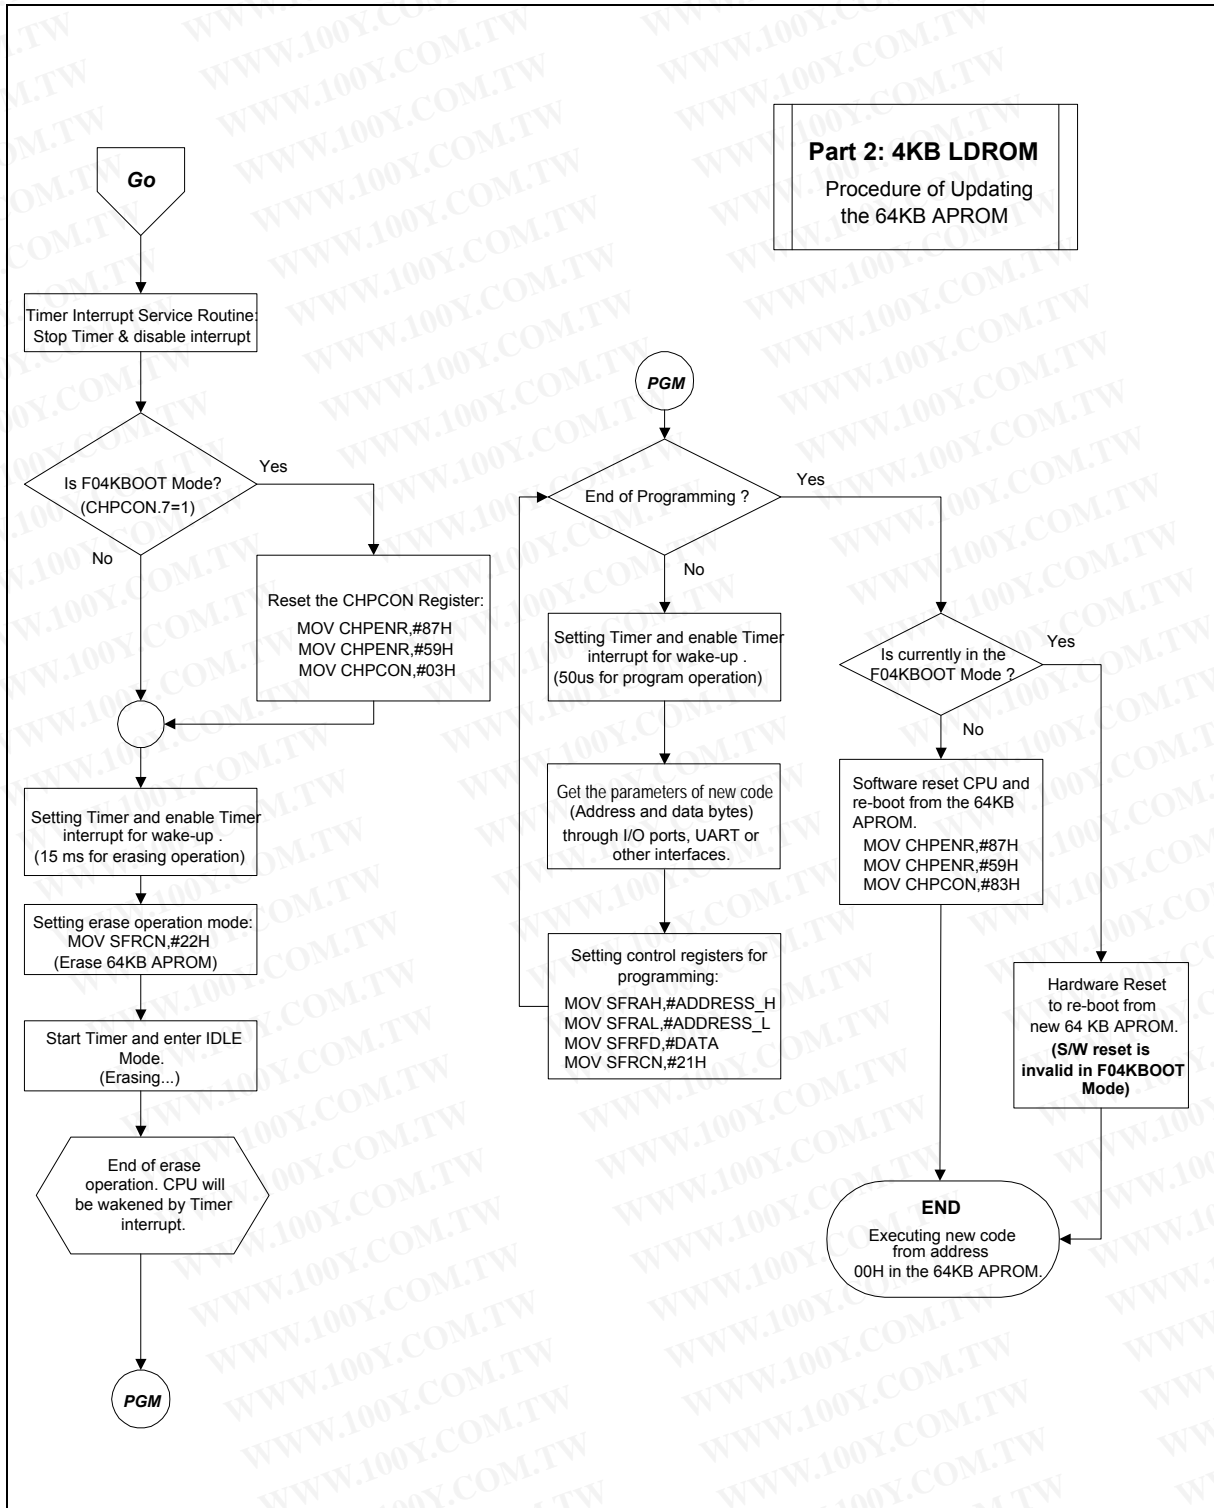 Part 2: 4KB LDROM
Procedure of Updating
the 64KB APROM
Go
Timer Interrupt Service Routine:
Stop Timer & disable interrupt
Is F04KBOOT Mode?
(CHPCON.7=1)
Yes
No
Reset the CHPCON Register:
MOV CHPENR,#87H
MOV CHPENR,#59H
MOV CHPCON,#03H
Setting Timer and enable Timer
interrupt for wake-up .
(15 ms for erasing operation)
Setting erase operation mode:
MOV SFRCN,#22H
(Erase 64KB APROM)
Start Timer and enter IDLE
Mode.
(Erasing...)
End of erase
operation. CPU will
be wakened by Timer
interrupt.
PGM
PGM
End of Programming ?
Yes
No
Setting Timer and enable Timer
interrupt for wake-up .
(50us for program operation)
Get the parameters of new code
(Address and data bytes)
through I/O ports, UART or
other interfaces.
Setting control registers for
programming:
MOV SFRAH,#ADDRESS_H
MOV SFRAL,#ADDRESS_L
MOV SFRFD,#DATA
MOV SFRCN,#21H
Is currently in the
F04KBOOT Mode ?
Yes
No
Software reset CPU and
re-boot from the 64KB
APROM.
MOV CHPENR,#87H
MOV CHPENR,#59H
MOV CHPCON,#83H
Hardware Reset
to re-boot from
new 64 KB APROM.
(S/W reset is
invalid in F04KBOOT
Mode)
END
Executing new code
from address
00H in the 64KB APROM.
WWW.100Y.COM.TW